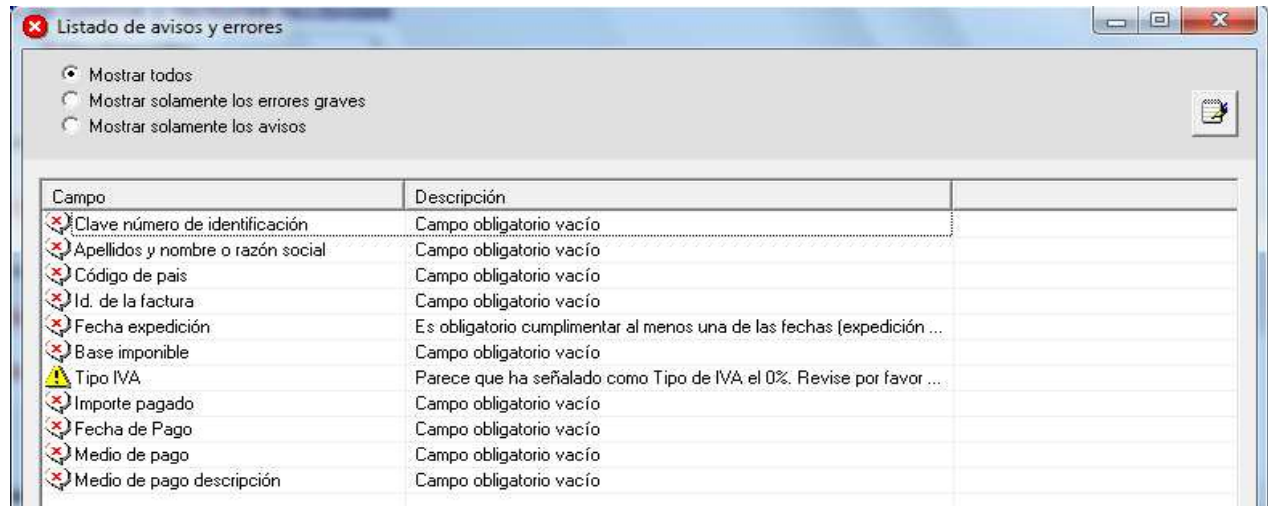 Listado de avisos y errores
Mostrar todos
Mostrar solamente los errores graves
Mostrar solamente los avisos
Campo Descripción
Clave número de identificación Campo obligatorio vacío
Apellidos y nombre o razón social Campo obligatorio vacío
Código de pais Campo obligatorio vacío
Id. de la factura Campo obligatorio vacío
Fecha expedición Es obligatorio cumplimentar al menos una de las fechas (expedición ...
Base imponible Campo obligatorio vacío
Tipo IVA Parece que ha señalado como Tipo de IVA el 0%. Revise por favor ...
Importe pagado Campo obligatorio vacío
Fecha de Pago Campo obligatorio vacío
Medio de pago Campo obligatorio vacío
Medio de pago descripción Campo obligatorio vacío